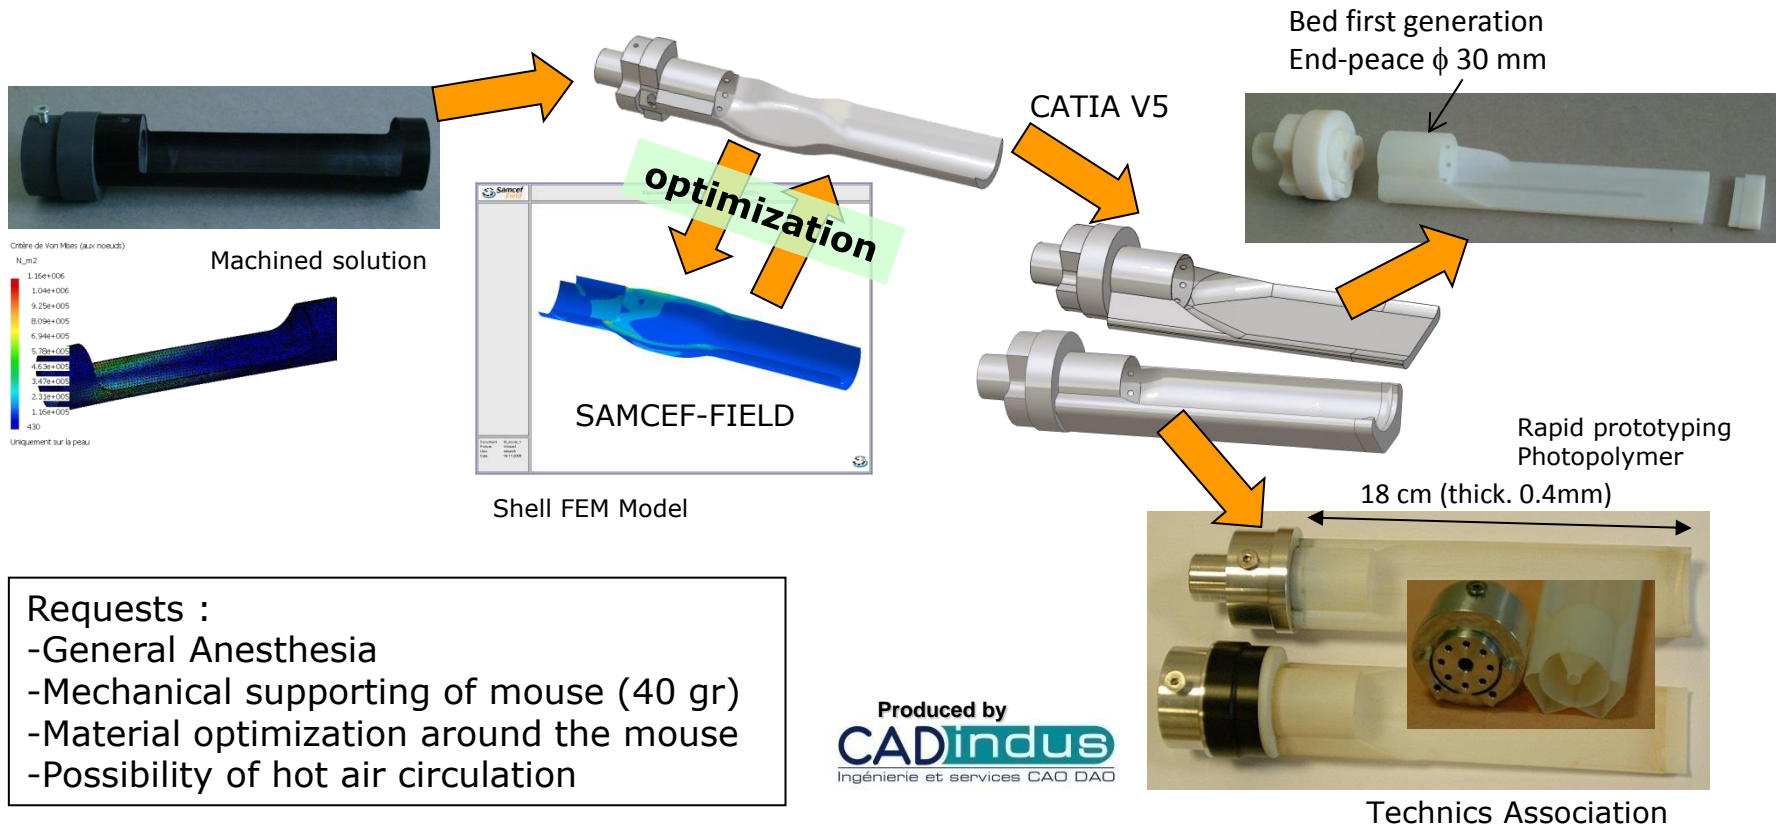 Bed first generation
End-peace ϕ 30 mm
CATIA V5
optimization
Samcef
Field
Machined solution
Critère de Von Mises (aux noeuds)
N_m2
1.16e+006
1.04e+006
9.25e+005
8.09e+005
6.94e+005
5.78e+005
4.63e+005
3.47e+005
2.31e+005
1.16e+005
430
Uniquement sur la peau
SAMCEF-FIELD
Shell FEM Model
Rapid prototyping
Photopolymer
18 cm (thick. 0.4mm)
Requests :
-General Anesthesia
-Mechanical supporting of mouse (40 gr)
-Material optimization around the mouse
-Possibility of hot air circulation
Produced by
CADindus
Ingénierie et services CAO DAO
Technics Association